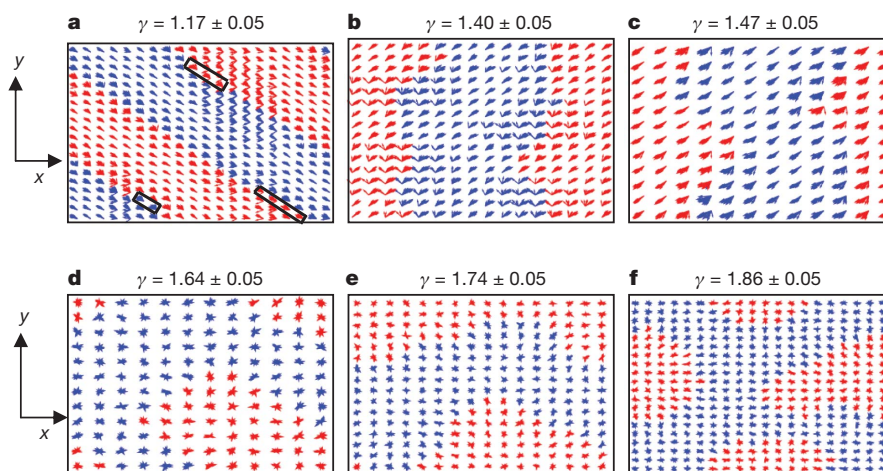 a γ = 1.17 ± 0.05
b γ = 1.40 ± 0.05
c γ = 1.47 ± 0.05
y
x
d γ = 1.64 ± 0.05
e γ = 1.74 ± 0.05
f γ = 1.86 ± 0.05
y
x